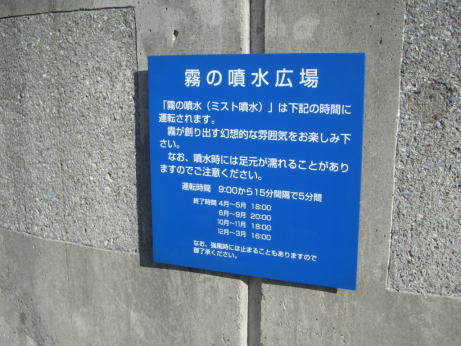 霧の噴水広場
「霧の噴水（ミスト噴水）」は下記の時間に
運転されます。
霧が創り出す幻想的な雰囲気をお楽しみ下
さい。
なお、噴水時には足元が濡れることがあり
ますのでご注意ください。
運転時間 9:00から15分間隔で5分間
終了時間 4月～5月 18:00
6月～9月 20:00
10月～11月 18:00
12月～3月 16:00
なお、強風時には止まることもありますので
御了承ください。